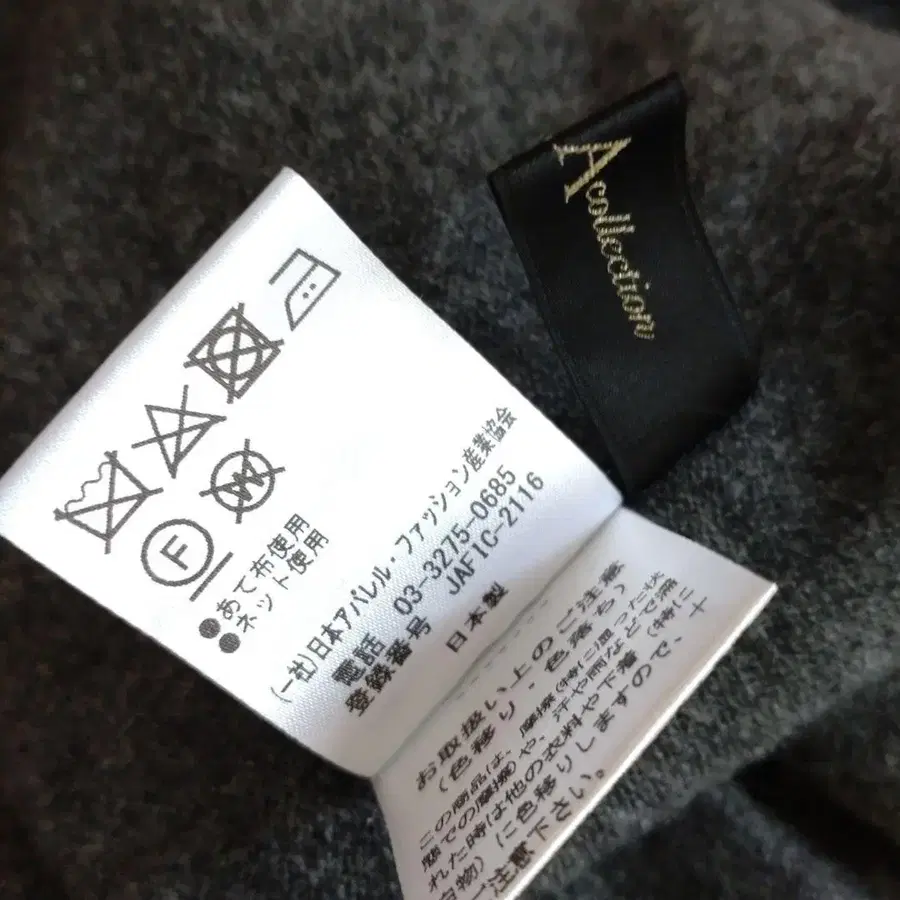 A collection
F
W
●あて布使用
●ネット使用
(一社)日本アパレル・ファッション産業協会
電話 03-3275-0685
登録番号 JAFIC-2116
日本製
お取扱い上のご注意
(色移り・色落ち)
この商品は、摩擦(特に湿った状
態での摩擦)や、汗や雨などで濡
れた時は他の衣料や下着(特に
白物)に色移りしますので、十
ご注意下さい。